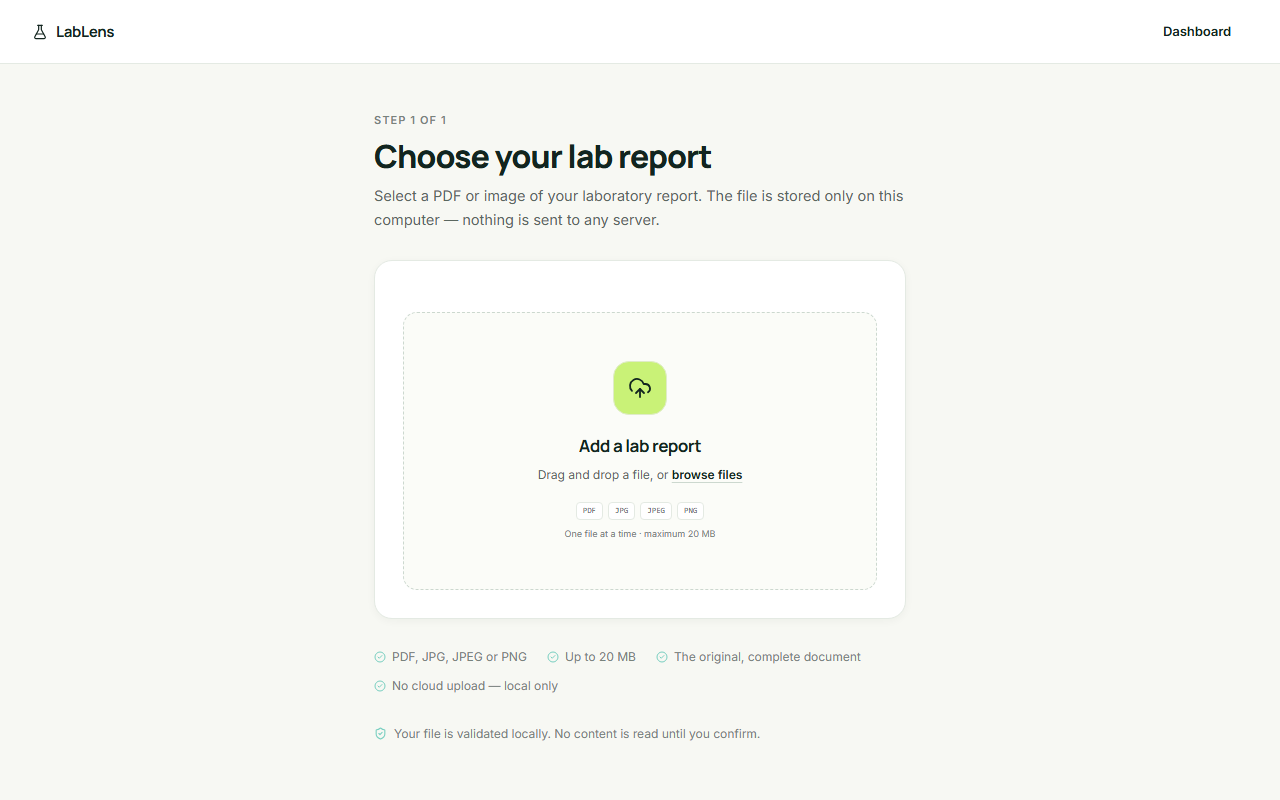 LabLens
Dashboard
STEP 1 OF 1
Choose your lab report
Select a PDF or image of your laboratory report. The file is stored only on this
computer — nothing is sent to any server.
Add a lab report
Drag and drop a file, or browse files
PDF JPG JPEG PNG
One file at a time · maximum 20 MB
PDF, JPG, JPEG or PNG Up to 20 MB The original, complete document
No cloud upload — local only
Your file is validated locally. No content is read until you confirm.